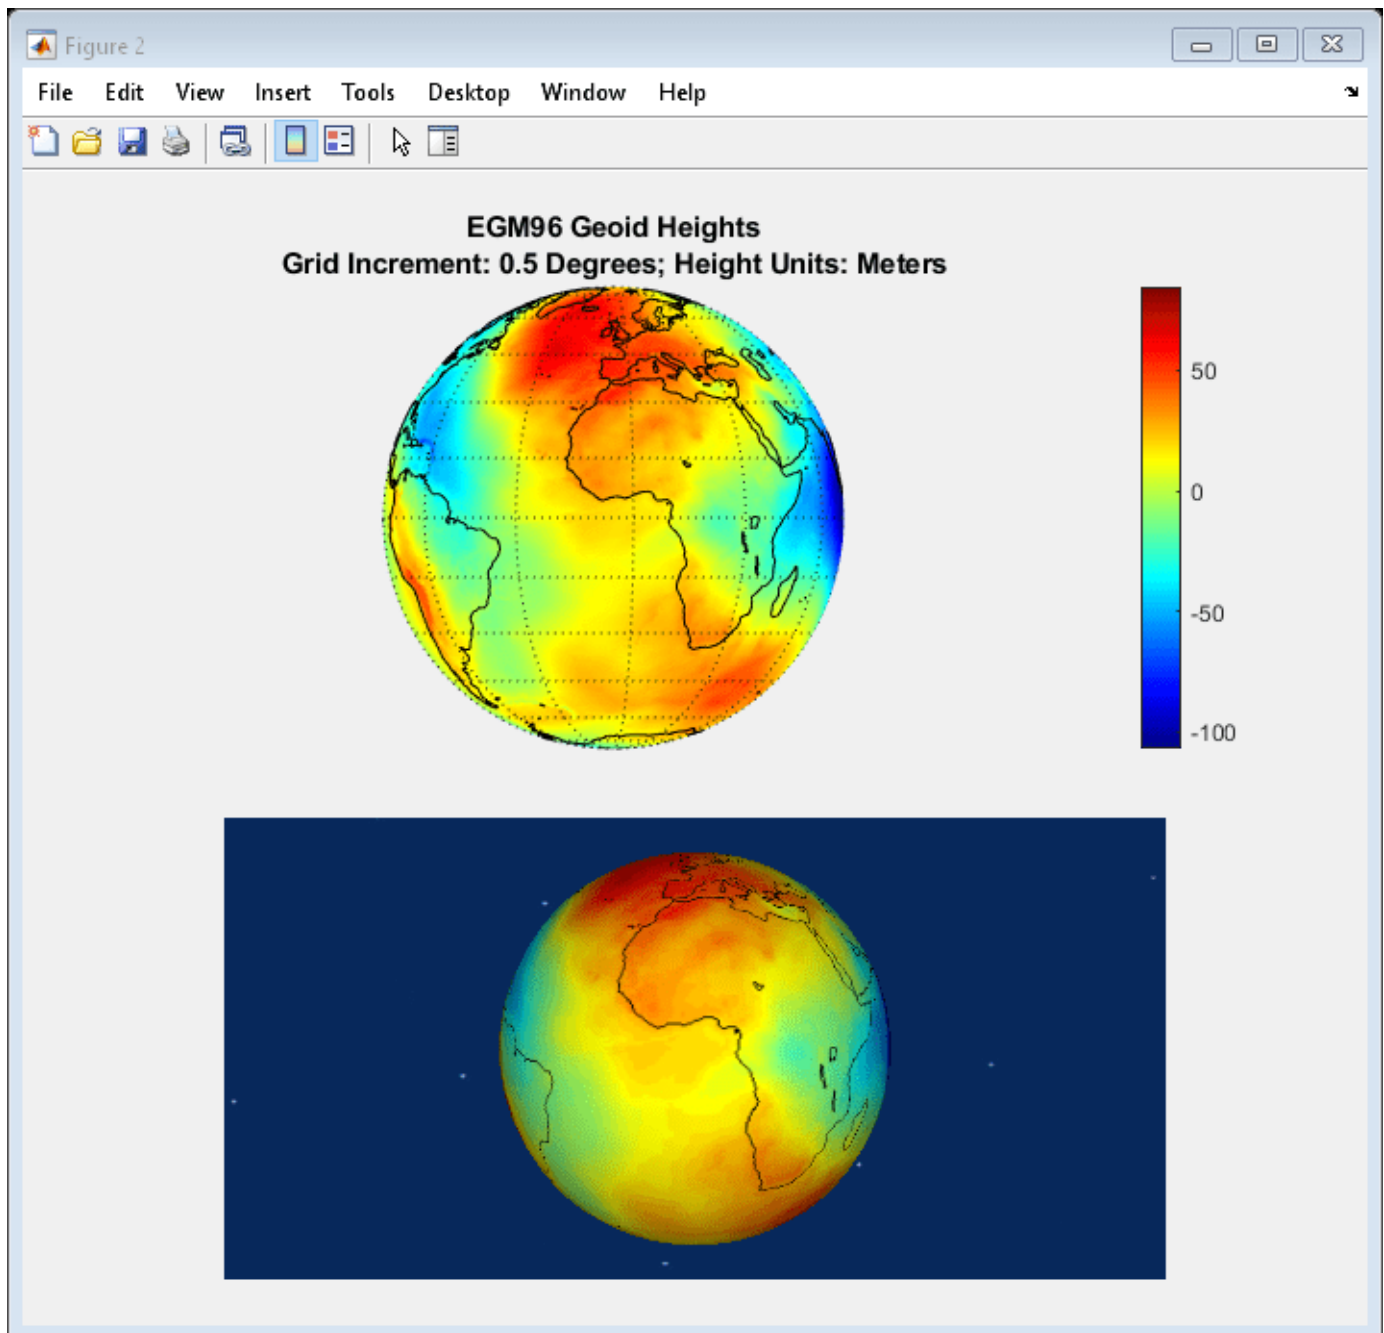 Figure 2
File Edit View Insert Tools Desktop Window Help
EGM96 Geoid Heights
Grid Increment: 0.5 Degrees; Height Units: Meters
50
0
-50
-100